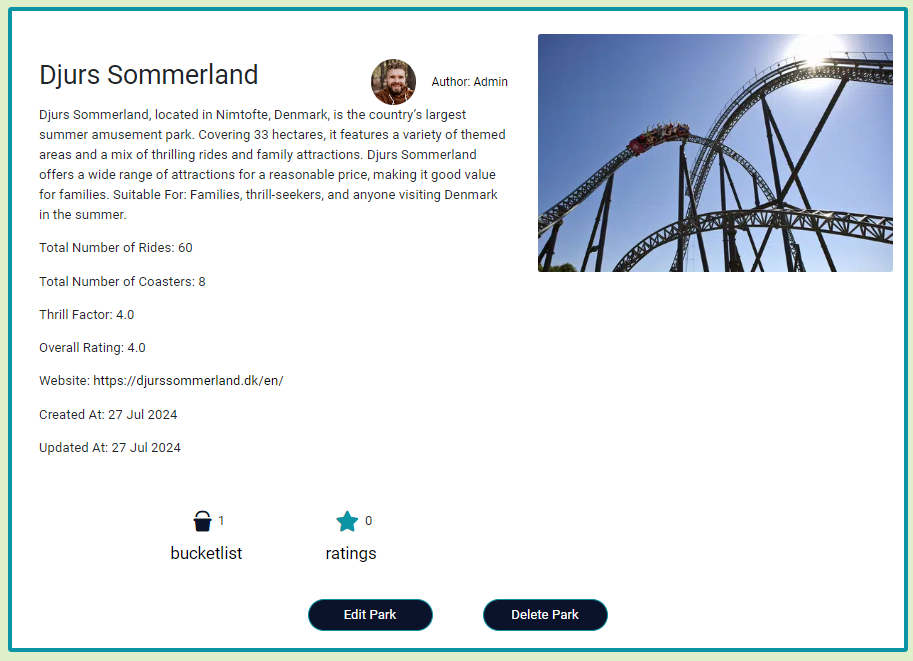 Djurs Sommerland
Author: Admin
Djurs Sommerland, located in Nimtofte, Denmark, is the country's largest
summer amusement park. Covering 33 hectares, it features a variety of themed
areas and a mix of thrilling rides and family attractions. Djurs Sommerland
offers a wide range of attractions for a reasonable price, making it good value
for families. Suitable For: Families, thrill-seekers, and anyone visiting Denmark
in the summer.
Total Number of Rides: 60
Total Number of Coasters: 8
Thrill Factor: 4.0
Overall Rating: 4.0
Website: https://djurssommerland.dk/en/
Created At: 27 Jul 2024
Updated At: 27 Jul 2024
1
0
bucketlist
ratings
Edit Park
Delete Park